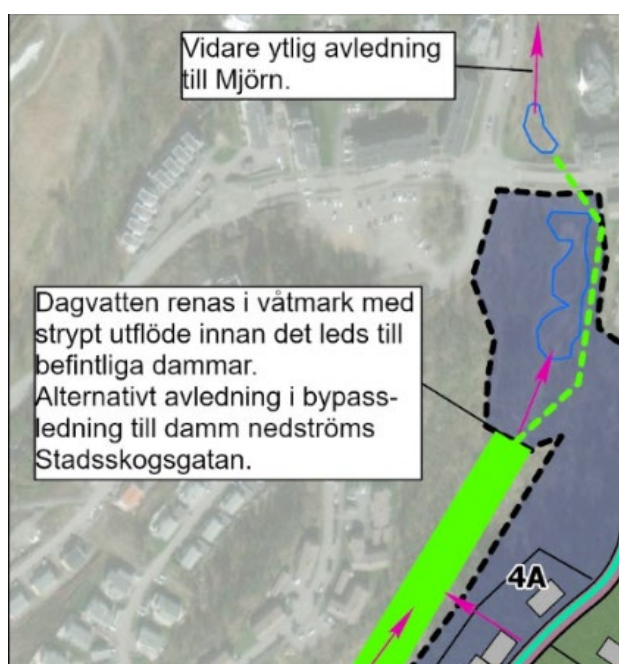 Vidare ytlig avledning
till Mjörn.
Dagvatten renas i våtmark med
strypt utflöde innan det leds till
befintliga dammar.
Alternativt avledning i bypass-
ledning till damm nedströms
Stadsskogsgatan.
4A